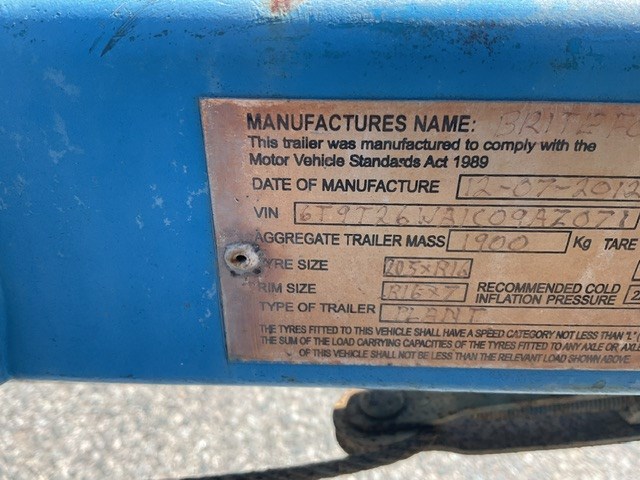 MANUFACTURES NAME: BRITE
This trailer was manufactured to comply with the
Motor Vehicle Standards Act 1989
DATE OF MANUFACTURE 12-07-2012
VIN
AGGREGATE TRAILER MASS 1900 Kg TARE
TYRE SIZE
RIM SIZE R16x7 RECOMMENDED COLD
INFLATION PRESSURE
TYPE OF TRAILER PLANT
THE TYRES FITTED TO THIS VEHICLE SHALL HAVE A SPEED CATEGORY NOT LESS THAN "L"
THE SUM OF THE LOAD CARRYING CAPACITIES OF THE TYRES FITTED TO ANY AXLE OR AXLE
OF THIS VEHICLE SHALL NOT BE LESS THAN THE RELEVANT LOAD SHOWN ABOVE.